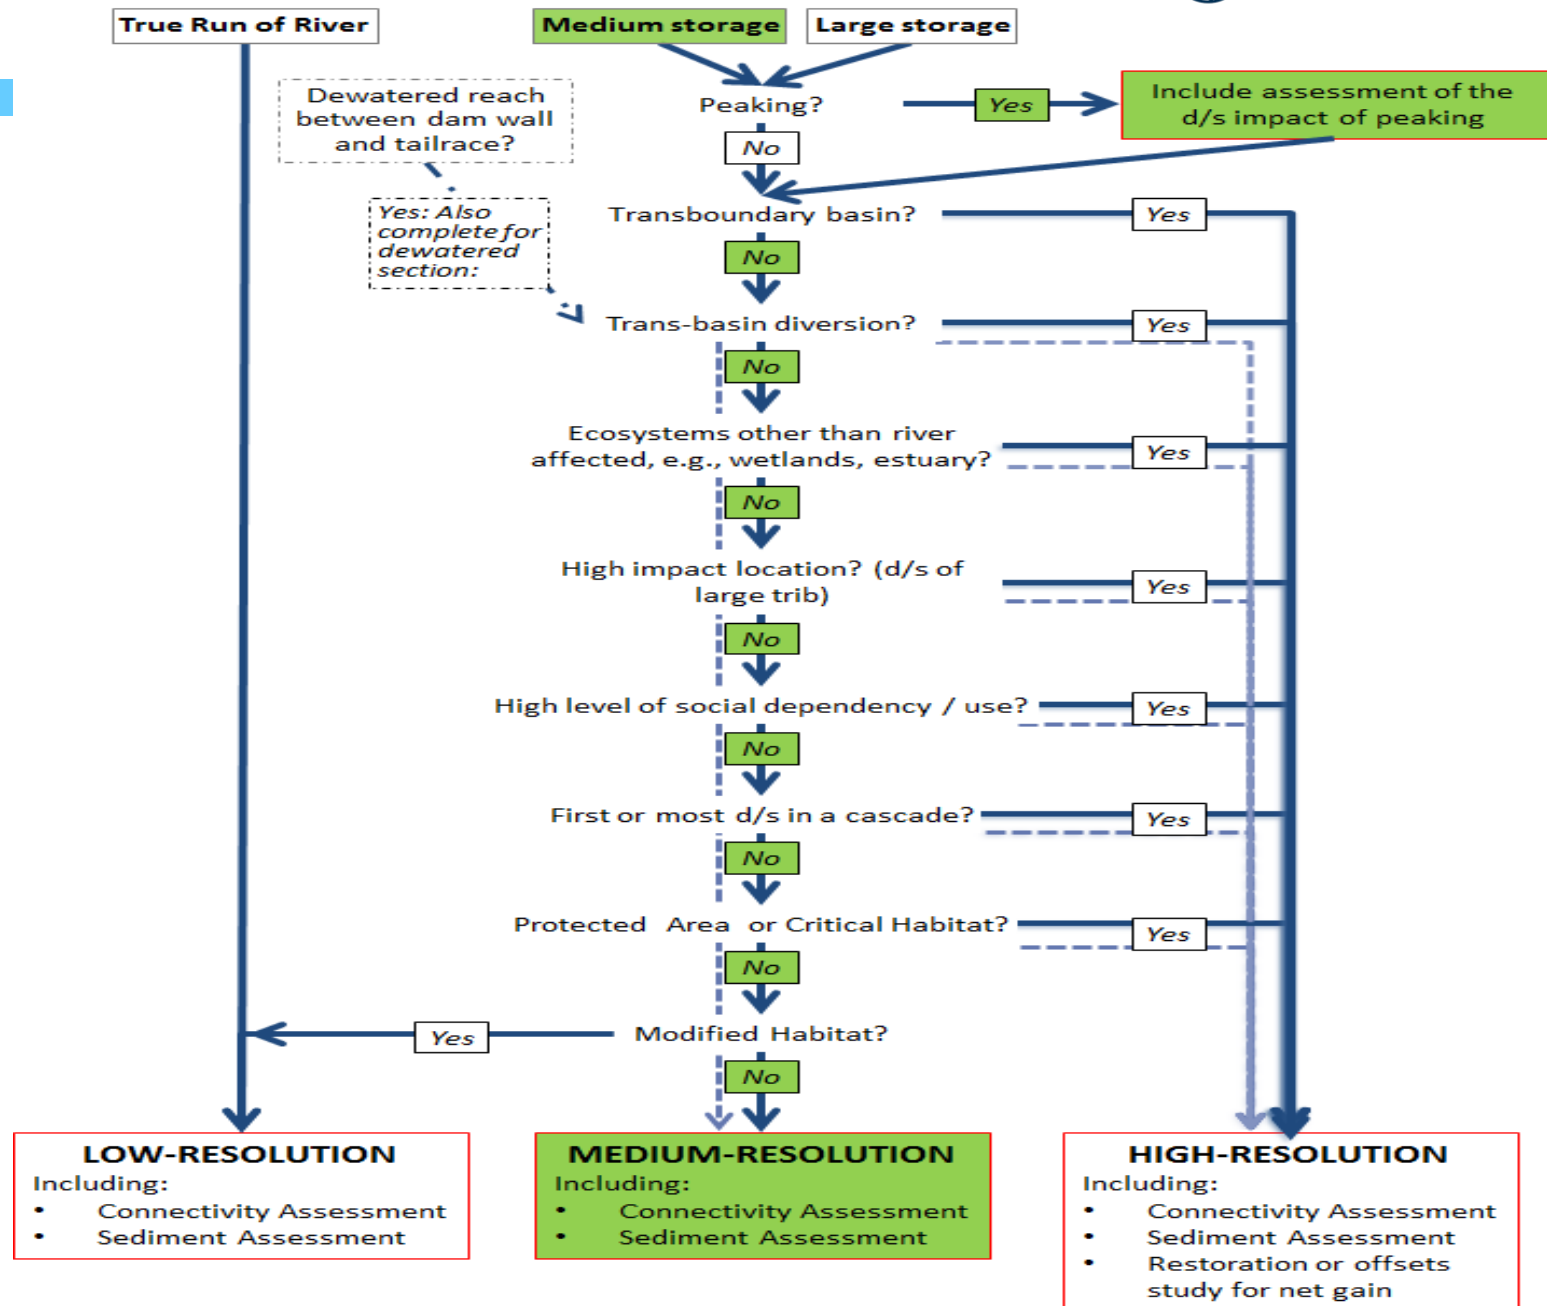 True Run of River
Medium storage
Large storage
Dewatered reach
between dam wall
and tailrace?
Peaking?
Yes
Include assessment of the
d/s impact of peaking
No
Yes: Also
complete for
dewatered
section:
Transboundary basin?
Yes
No
Trans-basin diversion?
Yes
No
Ecosystems other than river
affected, e.g., wetlands, estuary?
Yes
No
High impact location? (d/s of
large trib)
Yes
No
High level of social dependency / use?
Yes
No
First or most d/s in a cascade?
Yes
No
Protected Area or Critical Habitat?
Yes
No
Modified Habitat?
Yes
No
LOW-RESOLUTION
Including:
• Connectivity Assessment
• Sediment Assessment
MEDIUM-RESOLUTION
Including:
• Connectivity Assessment
• Sediment Assessment
HIGH-RESOLUTION
Including:
• Connectivity Assessment
• Sediment Assessment
• Restoration or offsets
study for net gain